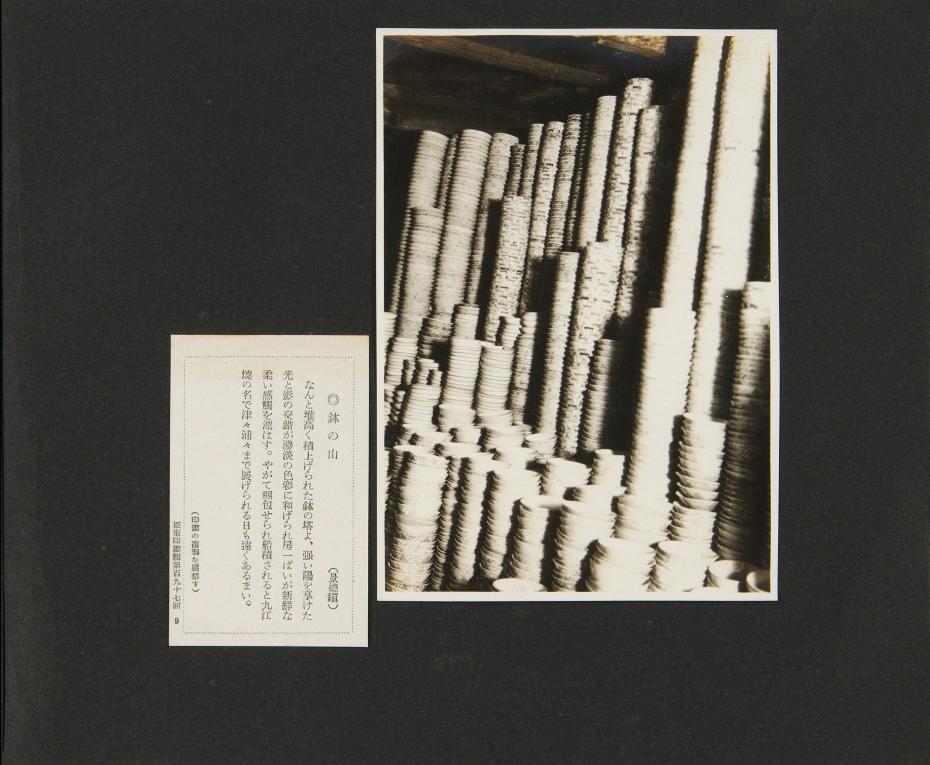 ◎鉢の山 (景徳鎮)
なんと堆高く積上げられた鉢の塔よ、強い陽を享けた
光と影の交錯が濃淡の色彩に和げられ房一ぱいが新鮮な
柔い感觸を漂はす。やがて梱包せられ船積されると九江
燒の名で津々浦々まで展げられる日も遠くあるまい。
(印畫の複製を嚴禁す)
亞東印畫輯第百九十七回 9